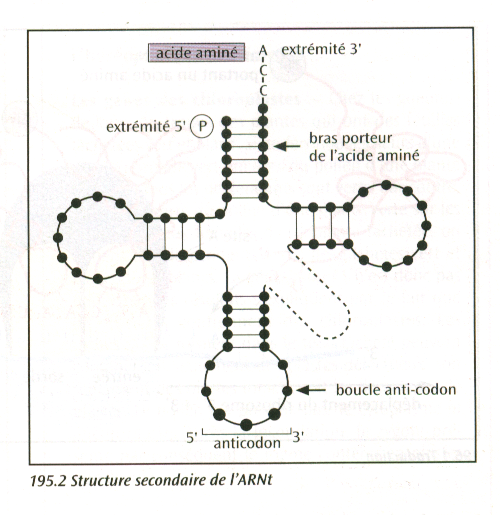 acide aminé
A extrémité 3'
C
C
extrémité 5' P
bras porteur
de l'acide aminé
boucle anti-codon
5' anticodon 3'
195.2 Structure secondaire de l'ARNt